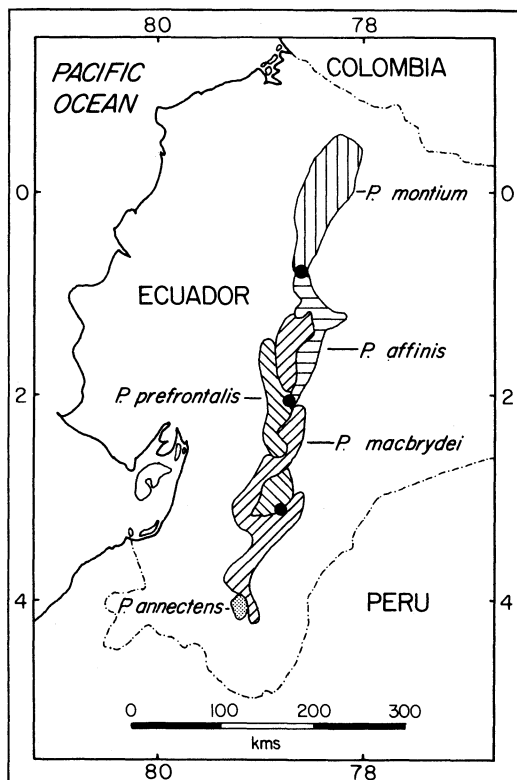 80 78
PACIFIC
OCEAN
COLOMBIA
0 0
P. montium
ECUADOR
P. affinis
P. prefrontalis
2 2
P. macbrydei
4 4
P. annectens
PERU
0 100 200 300
kms
80 78